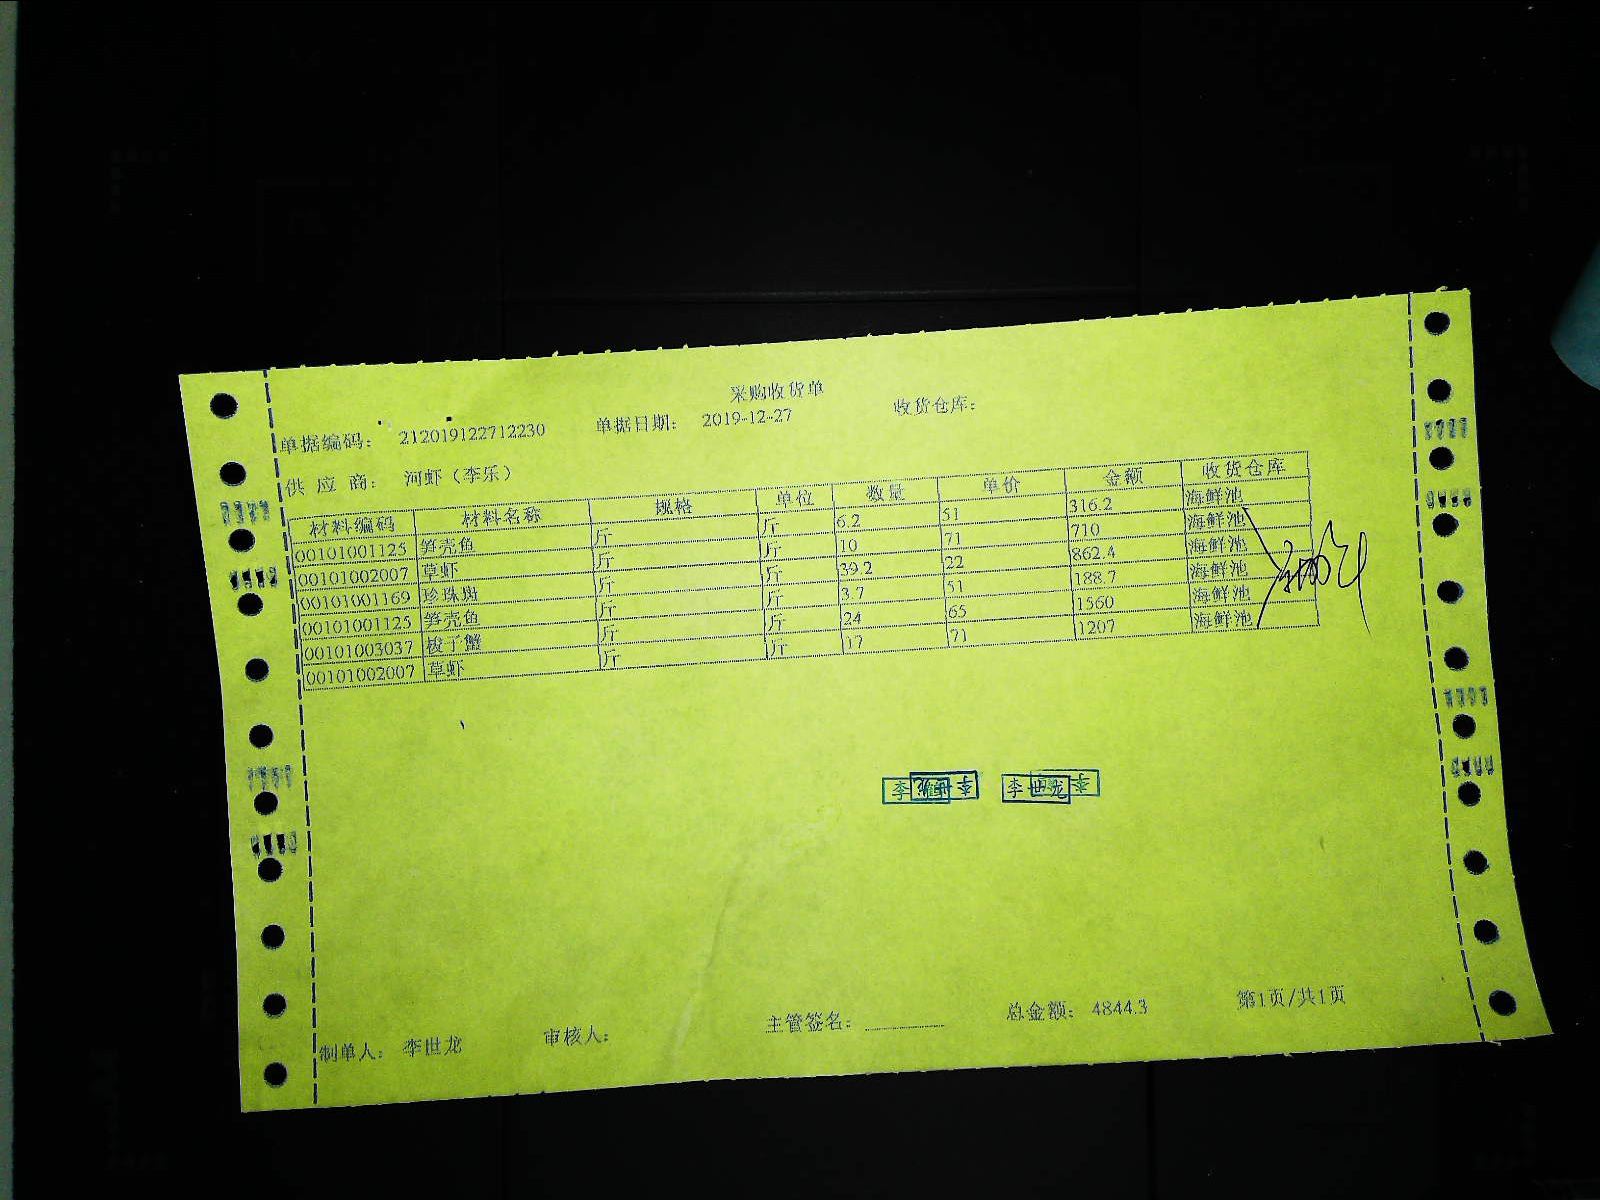 采购收货单
单据编码： 212019122712230 单据日期： 2019-12-27 收货仓库：
供 应 商： 河虾（李乐）
材料编码 材料名称 规格 单位 数量 单价 金额 收货仓库
00101001125 笋壳鱼 斤 斤 6.2 51 316.2 海鲜池
00101002007 草虾 斤 斤 10 71 710 海鲜池
00101001169 珍珠斑 斤 斤 39.2 22 862.4 海鲜池
00101001125 笋壳鱼 斤 斤 3.7 51 188.7 海鲜池
00101003037 梭子蟹 斤 斤 24 65 1560 海鲜池
00101002007 草虾 斤 斤 17 71 1207 海鲜池
李世龙
制单人： 李世龙 审核人： 主管签名： 总金额： 4844.3 第1页/共1页